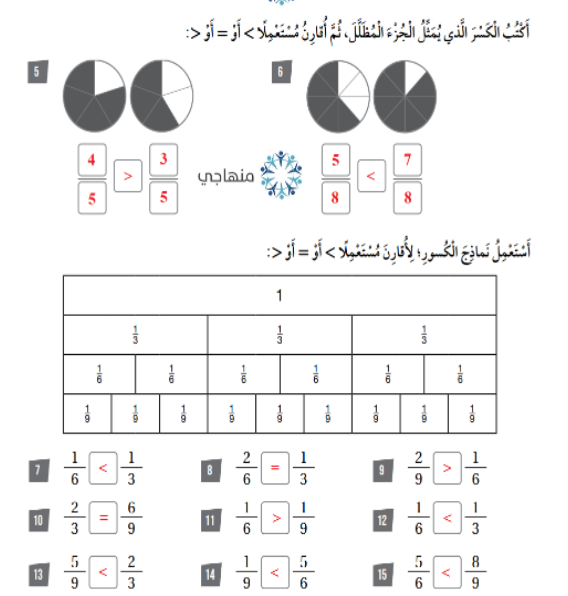 أَكْتُبُ الْكَسْرَ الَّذي يُمَثِّلُ الْجُزْءَ الْمُظَلَّلَ، ثُمَّ أُقارِنُ مُسْتَعْمِلًا > أَوْ = أَوْ <:
5 6
4/5 > 3/5 منهاجي 5/8 < 7/8
أَسْتَعْمِلُ نَماذِجَ الْكُسورِ؛ لِأُقارِنَ مُسْتَعْمِلًا > أَوْ = أَوْ <:
1
1/3 1/3 1/3
1/6 1/6 1/6 1/6 1/6 1/6
1/9 1/9 1/9 1/9 1/9 1/9 1/9 1/9 1/9
7 1/6 < 1/3 8 2/6 = 1/3 9 2/9 > 1/6
10 2/3 = 6/9 11 1/6 > 1/9 12 1/6 < 1/3
13 5/9 < 2/3 14 1/9 < 5/6 15 5/6 < 8/9